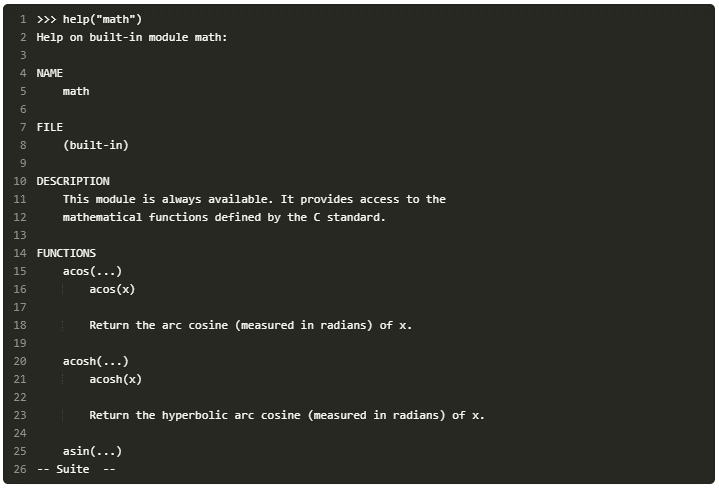 1 >>> help("math")
2 Help on built-in module math:
3
4 NAME
5     math
6
7 FILE
8     (built-in)
9
10 DESCRIPTION
11     This module is always available. It provides access to the
12     mathematical functions defined by the C standard.
13
14 FUNCTIONS
15     acos(...)
16         acos(x)
17
18         Return the arc cosine (measured in radians) of x.
19
20     acosh(...)
21         acosh(x)
22
23         Return the hyperbolic arc cosine (measured in radians) of x.
24
25     asin(...)
26 -- Suite  --